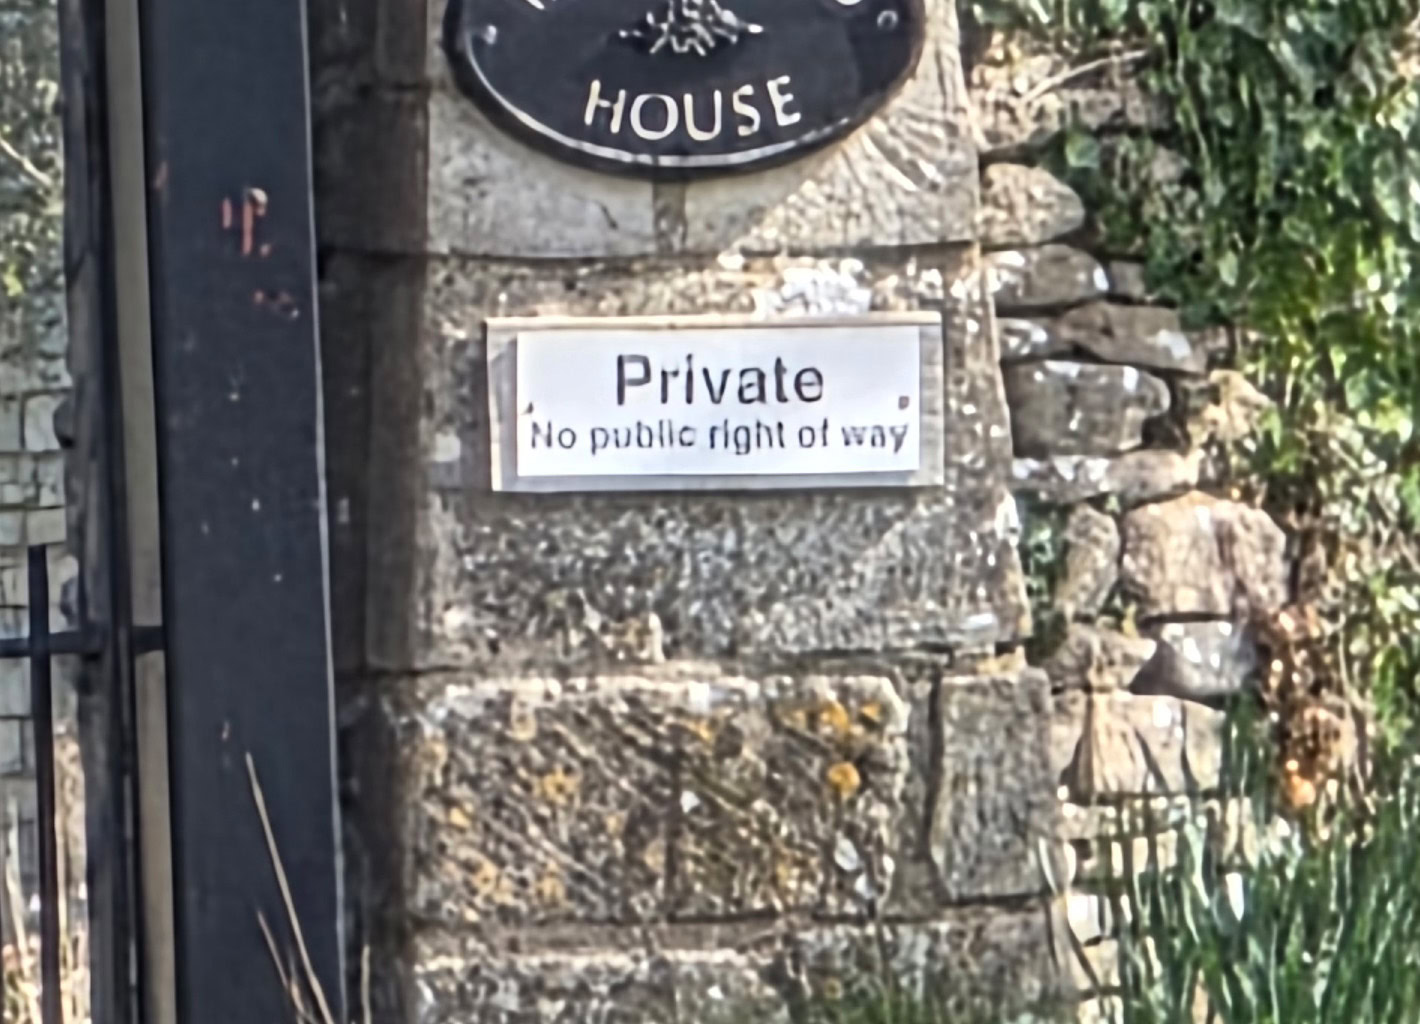 HOUSE
Private
No public right of way